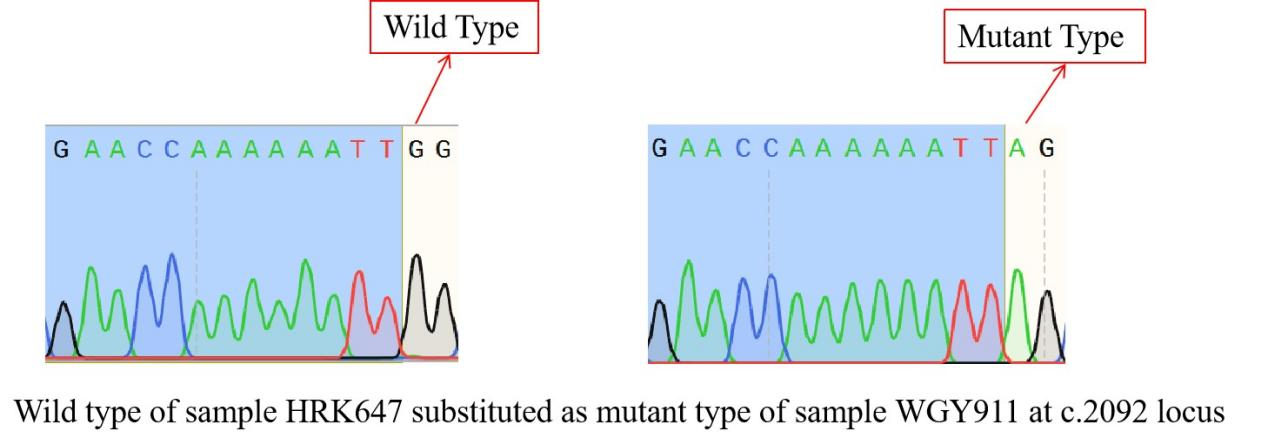 Wild Type
Mutant Type
G A A C C A A A A A A T T G G
G A A C C A A A A A A T T A G
Wild type of sample HRK647 substituted as mutant type of sample WGY911 at c.2092 locus